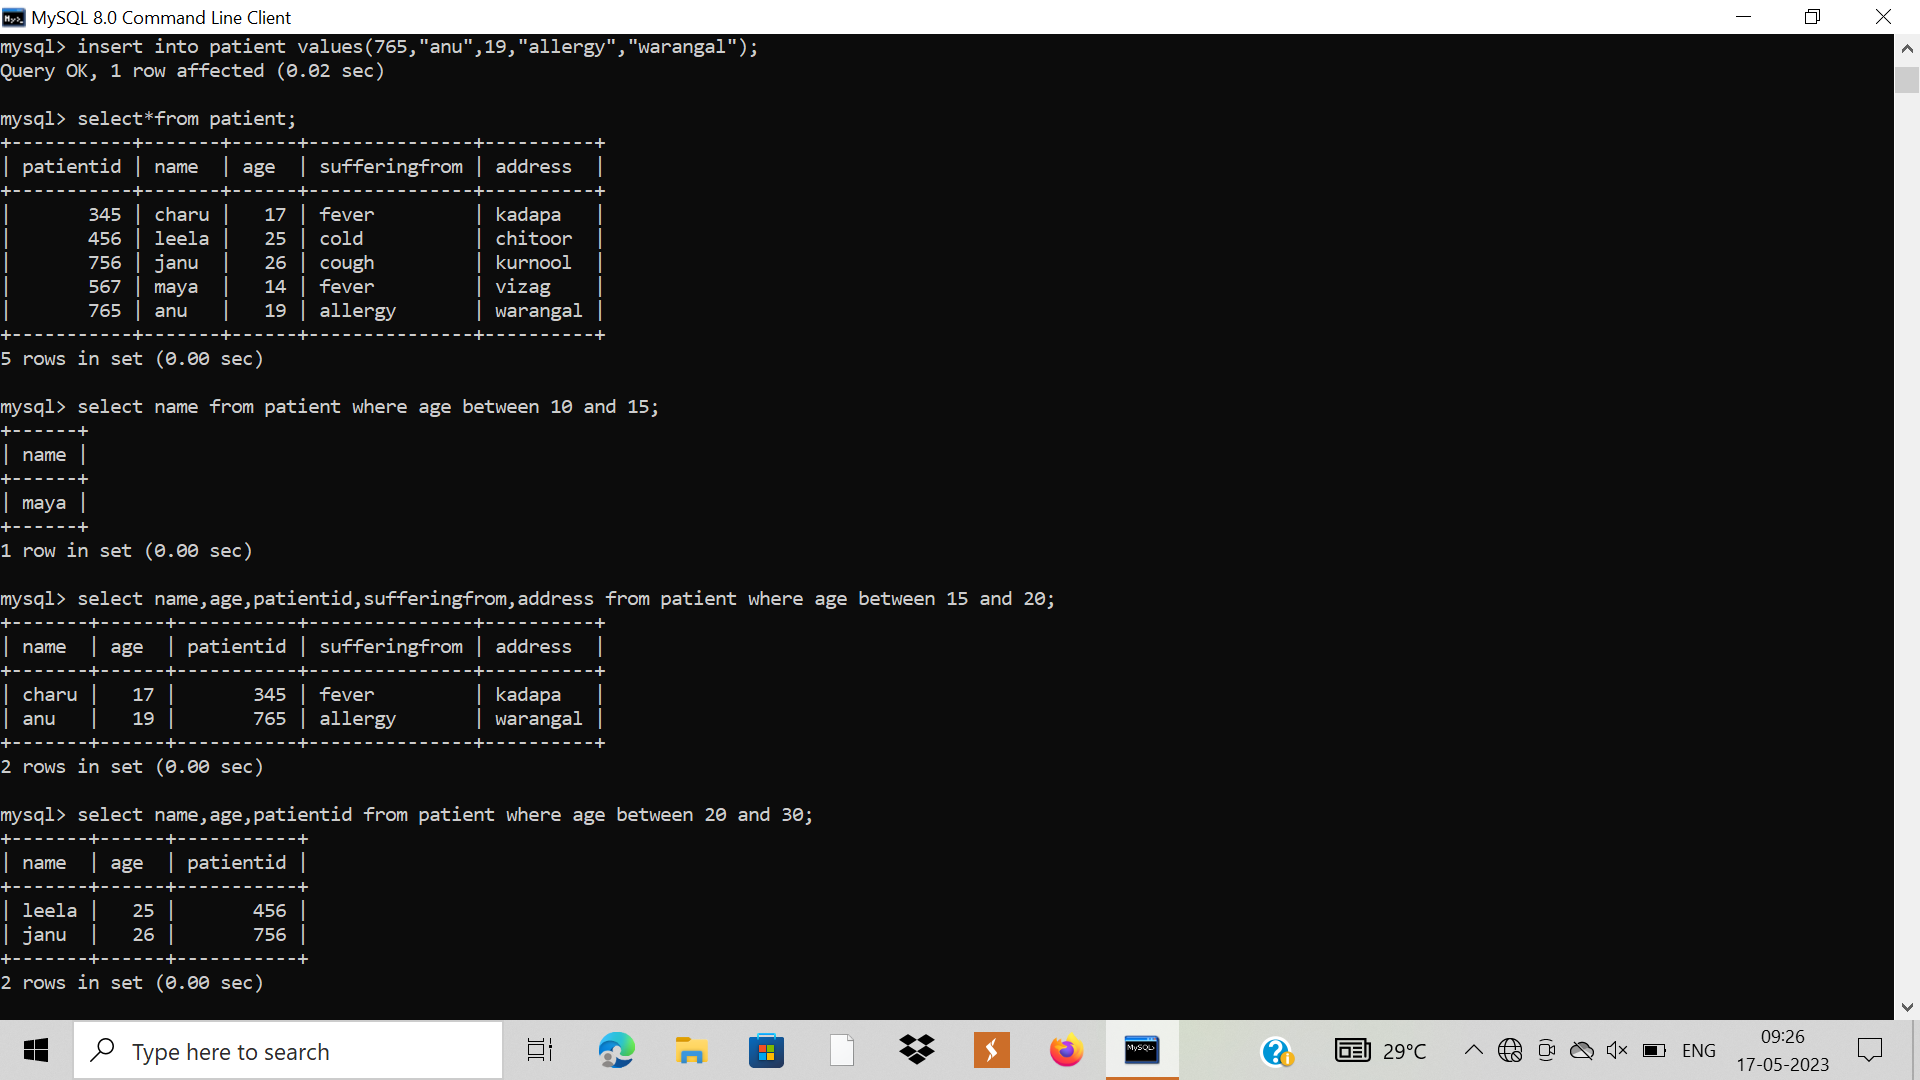 MySQL 8.0 Command Line Client
mysql> insert into patient values(765,"anu",19,"allergy","warangal");
Query OK, 1 row affected (0.02 sec)
mysql> select*from patient;
+-----------+-------+------+---------------+----------+
| patientid | name  | age  | sufferingfrom | address  |
+-----------+-------+------+---------------+----------+
|       345 | charu |   17 | fever         | kadapa   |
|       456 | leela |   25 | cold          | chitoor  |
|       756 | janu  |   26 | cough         | kurnool  |
|       567 | maya  |   14 | fever         | vizag    |
|       765 | anu   |   19 | allergy       | warangal |
+-----------+-------+------+---------------+----------+
5 rows in set (0.00 sec)
mysql> select name from patient where age between 10 and 15;
+------+
| name |
+------+
| maya |
+------+
1 row in set (0.00 sec)
mysql> select name,age,patientid,sufferingfrom,address from patient where age between 15 and 20;
+-------+------+-----------+---------------+----------+
| name  | age  | patientid | sufferingfrom | address  |
+-------+------+-----------+---------------+----------+
| charu |   17 |       345 | fever         | kadapa   |
| anu   |   19 |       765 | allergy       | warangal |
+-------+------+-----------+---------------+----------+
2 rows in set (0.00 sec)
mysql> select name,age,patientid from patient where age between 20 and 30;
+-------+------+-----------+
| name  | age  | patientid |
+-------+------+-----------+
| leela |   25 |       456 |
| janu  |   26 |       756 |
+-------+------+-----------+
2 rows in set (0.00 sec)
Type here to search
MySQL>
29°C
ENG
09:26
17-05-2023